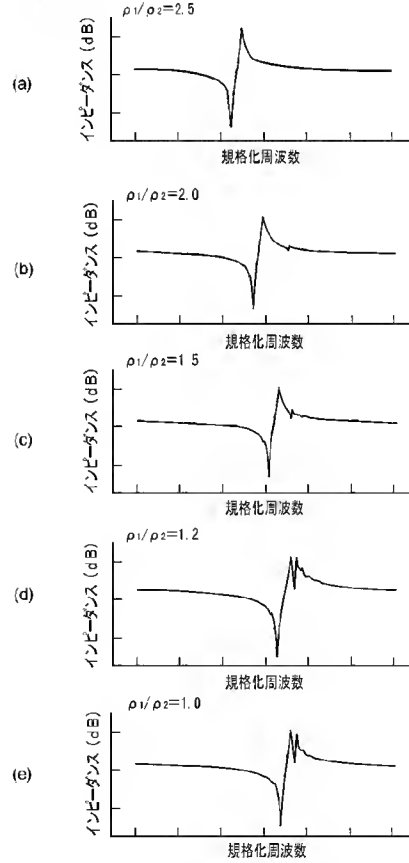 ρ1/ρ2=2.5
(a)
インピーダンス(dB)
規格化周波数
ρ1/ρ2=2.0
(b)
インピーダンス(dB)
規格化周波数
ρ1/ρ2=1 5
(c)
インピーダンス(dB)
規格化周波数
ρ1/ρ2=1.2
(d)
インピーダンス(dB)
規格化周波数
ρ1/ρ2=1.0
(e)
インピーダンス(dB)
規格化周波数